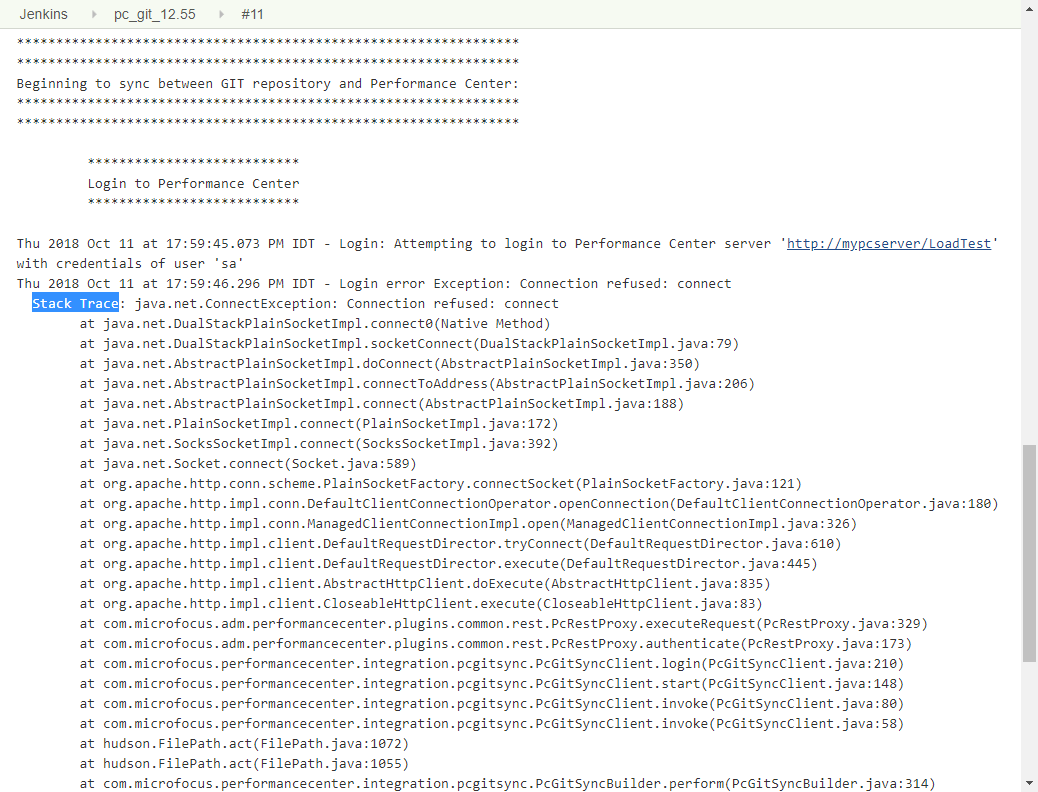 Jenkins pc_git_12.55 #11
****************************************************************
****************************************************************
Beginning to sync between GIT repository and Performance Center:
****************************************************************
****************************************************************
***************************
Login to Performance Center
***************************
Thu 2018 Oct 11 at 17:59:45.073 PM IDT - Login: Attempting to login to Performance Center server 'http://mypcserver/LoadTest'
with credentials of user 'sa'
Thu 2018 Oct 11 at 17:59:46.296 PM IDT - Login error Exception: Connection refused: connect
Stack Trace: java.net.ConnectException: Connection refused: connect
at java.net.DualStackPlainSocketImpl.connect0(Native Method)
at java.net.DualStackPlainSocketImpl.socketConnect(DualStackPlainSocketImpl.java:79)
at java.net.AbstractPlainSocketImpl.doConnect(AbstractPlainSocketImpl.java:350)
at java.net.AbstractPlainSocketImpl.connectToAddress(AbstractPlainSocketImpl.java:206)
at java.net.AbstractPlainSocketImpl.connect(AbstractPlainSocketImpl.java:188)
at java.net.PlainSocketImpl.connect(PlainSocketImpl.java:172)
at java.net.SocksSocketImpl.connect(SocksSocketImpl.java:392)
at java.net.Socket.connect(Socket.java:589)
at org.apache.http.conn.scheme.PlainSocketFactory.connectSocket(PlainSocketFactory.java:121)
at org.apache.http.impl.conn.DefaultClientConnectionOperator.openConnection(DefaultClientConnectionOperator.java:180)
at org.apache.http.impl.conn.ManagedClientConnectionImpl.open(ManagedClientConnectionImpl.java:326)
at org.apache.http.impl.client.DefaultRequestDirector.tryConnect(DefaultRequestDirector.java:610)
at org.apache.http.impl.client.DefaultRequestDirector.execute(DefaultRequestDirector.java:445)
at org.apache.http.impl.client.AbstractHttpClient.doExecute(AbstractHttpClient.java:835)
at org.apache.http.impl.client.CloseableHttpClient.execute(CloseableHttpClient.java:83)
at com.microfocus.adm.performancecenter.plugins.common.rest.PcRestProxy.executeRequest(PcRestProxy.java:329)
at com.microfocus.adm.performancecenter.plugins.common.rest.PcRestProxy.authenticate(PcRestProxy.java:173)
at com.microfocus.performancecenter.integration.pcgitsync.PcGitSyncClient.login(PcGitSyncClient.java:210)
at com.microfocus.performancecenter.integration.pcgitsync.PcGitSyncClient.start(PcGitSyncClient.java:148)
at com.microfocus.performancecenter.integration.pcgitsync.PcGitSyncClient.invoke(PcGitSyncClient.java:80)
at com.microfocus.performancecenter.integration.pcgitsync.PcGitSyncClient.invoke(PcGitSyncClient.java:58)
at hudson.FilePath.act(FilePath.java:1072)
at hudson.FilePath.act(FilePath.java:1055)
at com.microfocus.performancecenter.integration.pcgitsync.PcGitSyncBuilder.perform(PcGitSyncBuilder.java:314)